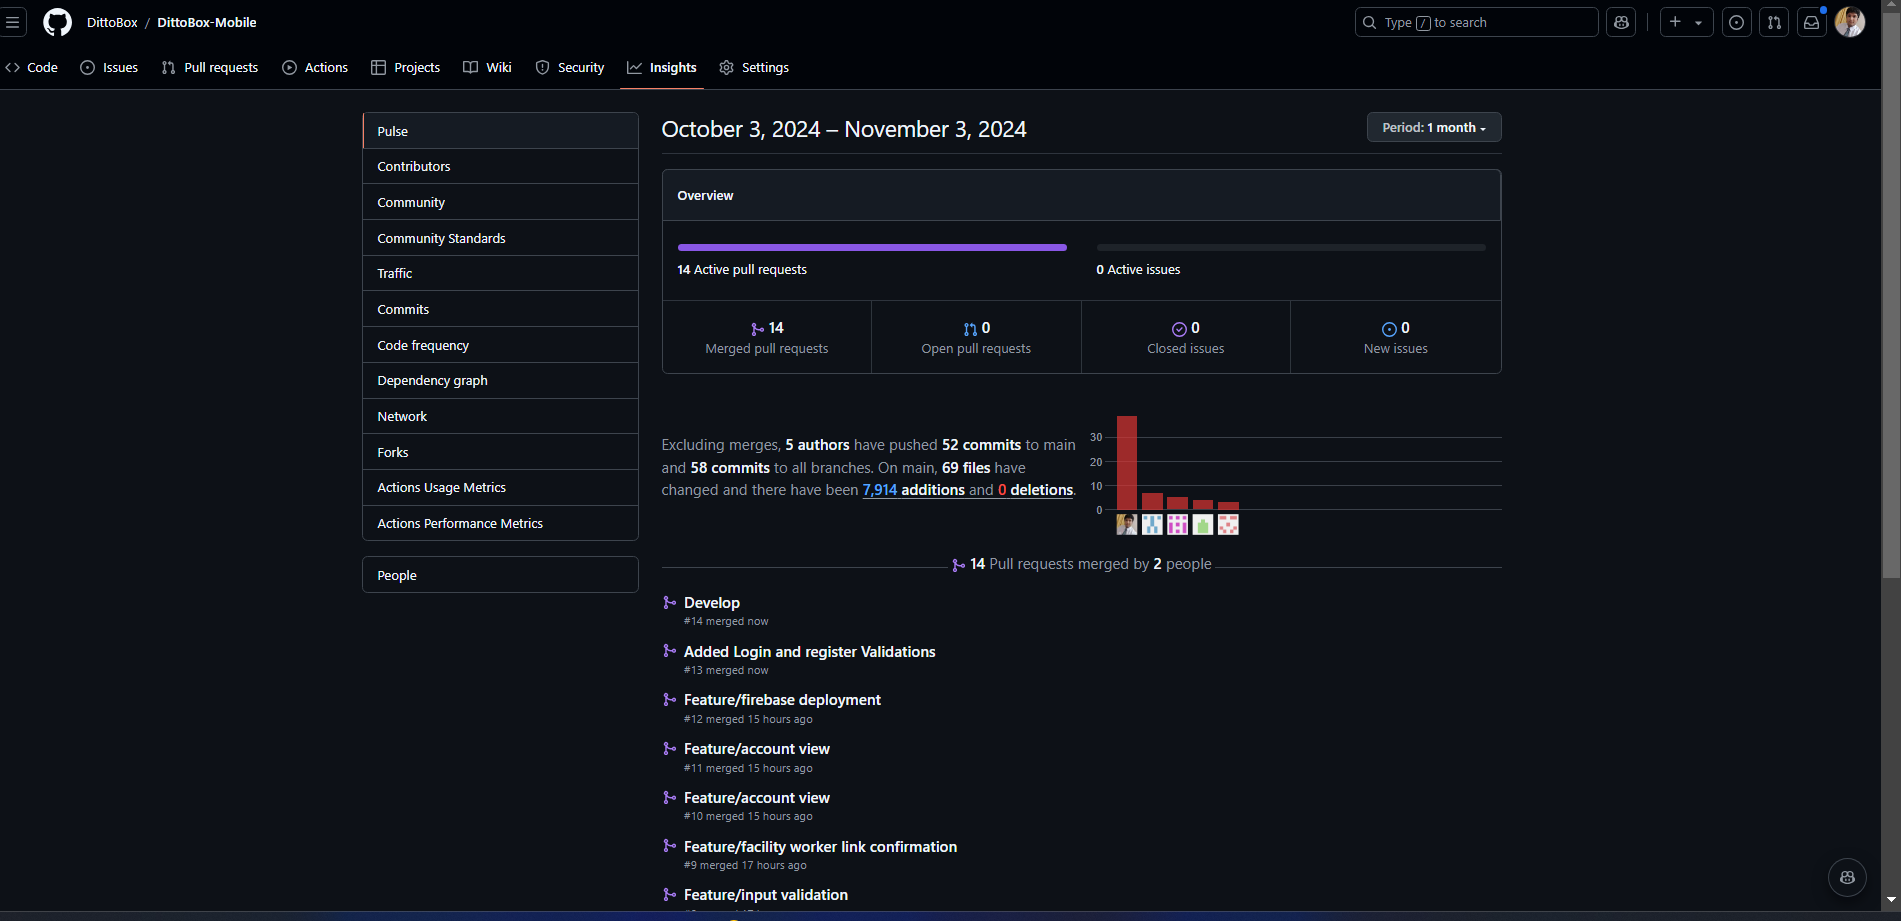 DittoBox / DittoBox-Mobile
Type / to search
Code Issues Pull requests Actions Projects Wiki Security Insights Settings
Pulse
Contributors
Community
Community Standards
Traffic
Commits
Code frequency
Dependency graph
Network
Forks
Actions Usage Metrics
Actions Performance Metrics
People
October 3, 2024 – November 3, 2024
Period: 1 month
Overview
14 Active pull requests
0 Active issues
14
Merged pull requests
0
Open pull requests
0
Closed issues
0
New issues
Excluding merges, 5 authors have pushed 52 commits to main
and 58 commits to all branches. On main, 69 files have
changed and there have been 7,914 additions and 0 deletions.
30
20
10
0
14 Pull requests merged by 2 people
Develop
#14 merged now
Added Login and register Validations
#13 merged now
Feature/firebase deployment
#12 merged 15 hours ago
Feature/account view
#11 merged 15 hours ago
Feature/account view
#10 merged 15 hours ago
Feature/facility worker link confirmation
#9 merged 17 hours ago
Feature/input validation